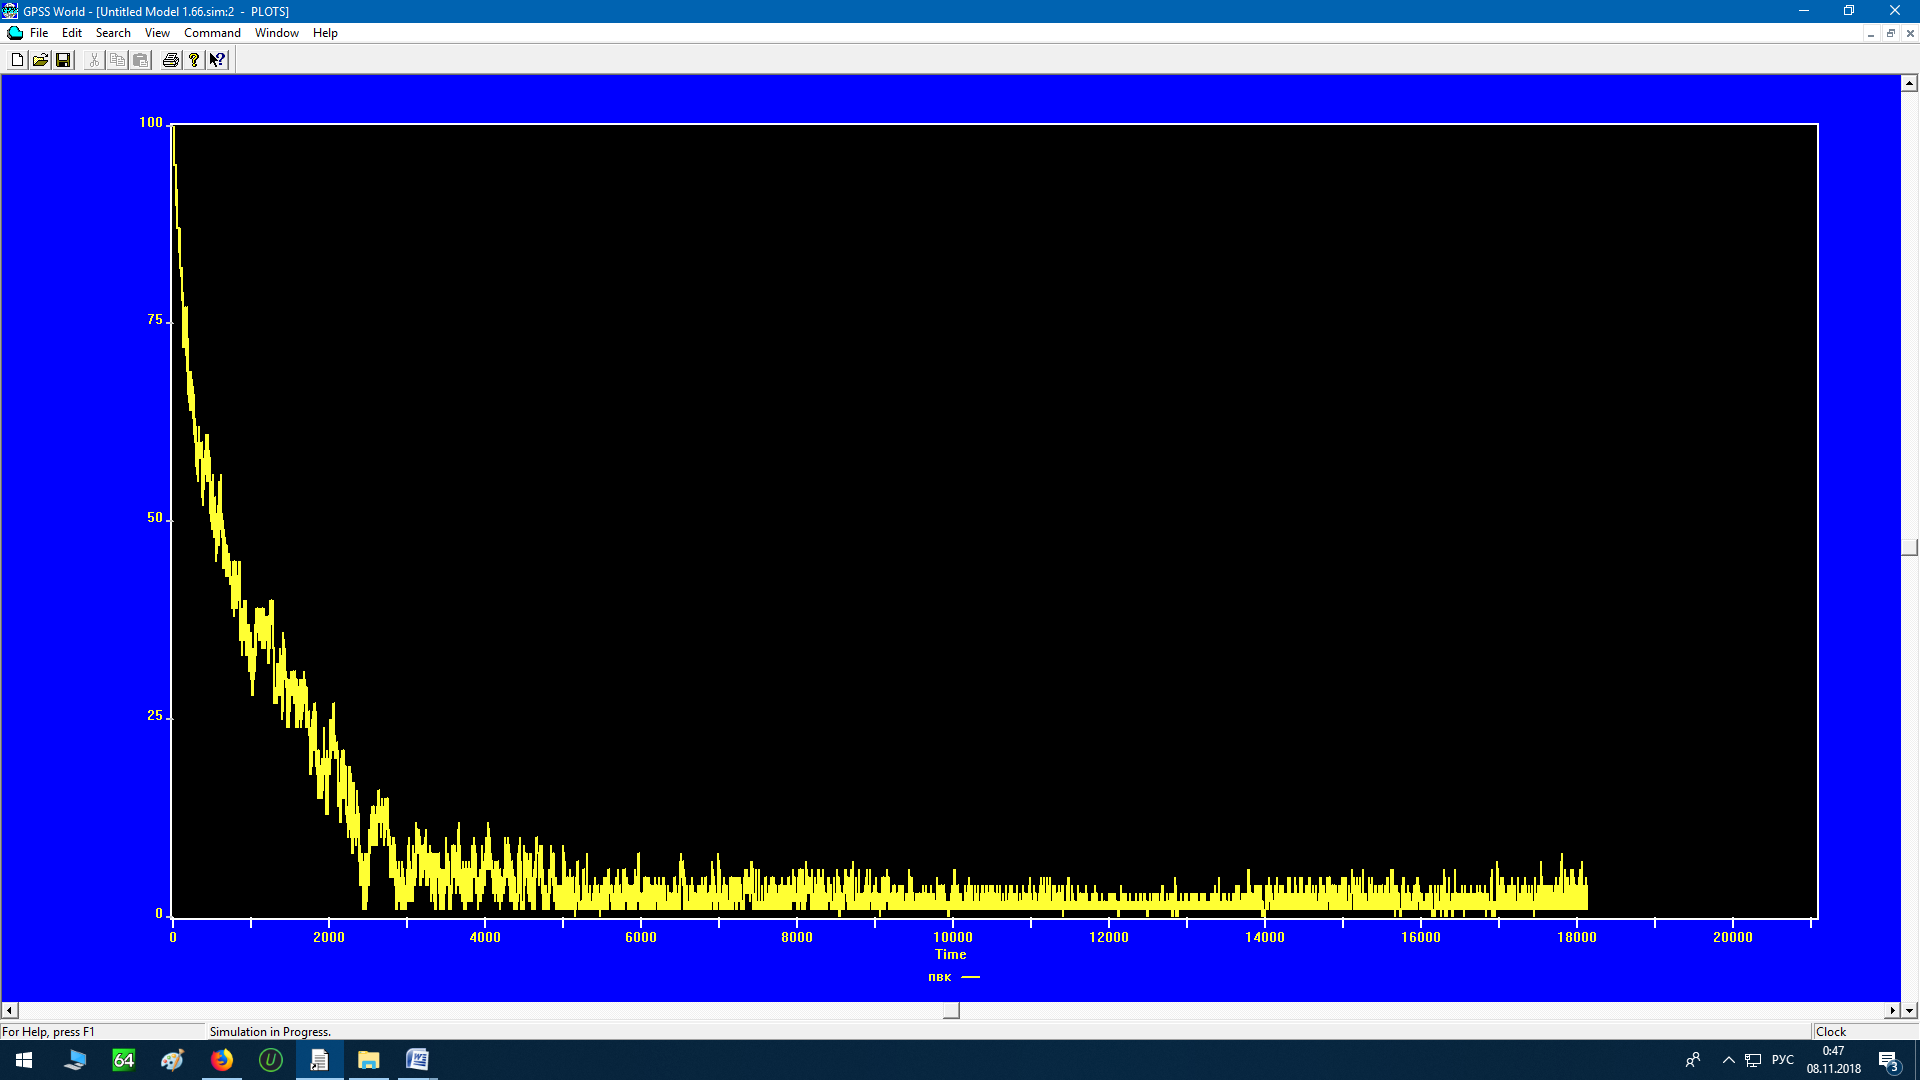 GPSS World - [Untitled Model 1.66.sim:2 - PLOTS]
File Edit Search View Command Window Help
100
75
50
25
0
0 2000 4000 6000 8000 10000 12000 14000 16000 18000 20000
Time
пвк
For Help, press F1 Simulation in Progress. Clock
64 U W РУС 0:47
08.11.2018
3